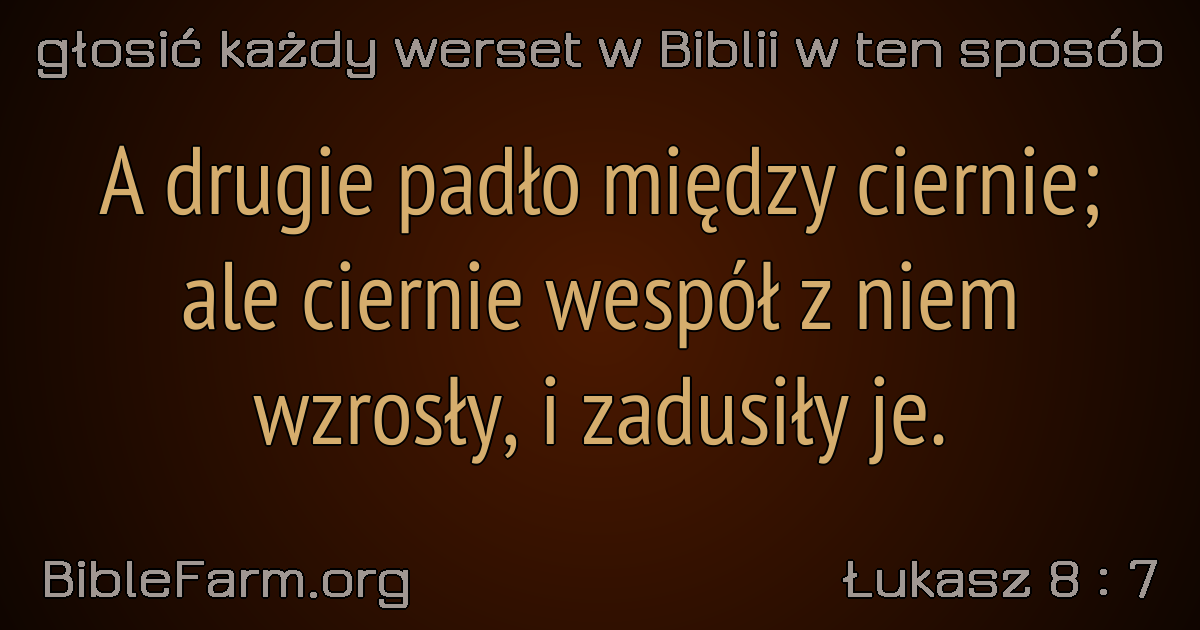 głosić każdy werset w Biblii w ten sposób
A drugie padło między ciernie;
ale ciernie wespół z niem
wzrosły, i zadusiły je.
BibleFarm.org
Łukasz 8 : 7